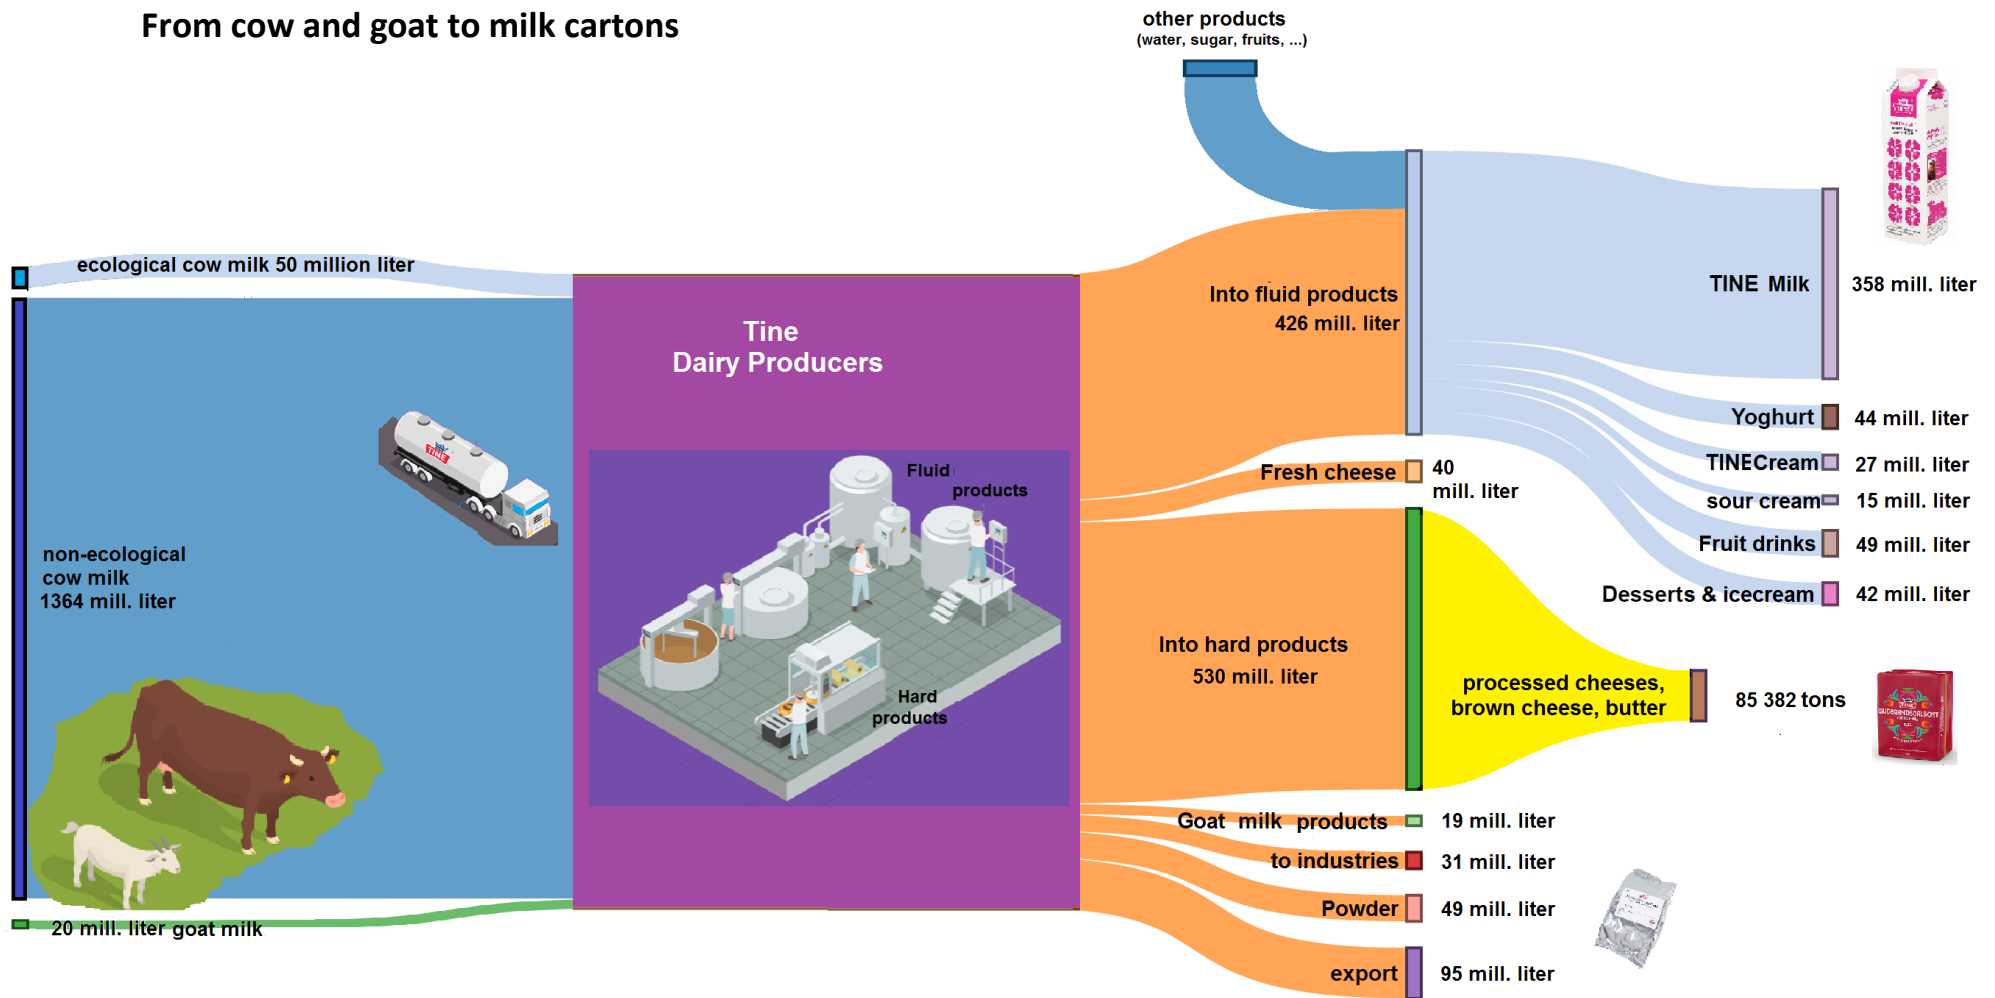 From cow and goat to milk cartons
other products
(water, sugar, fruits, ...)
ecological cow milk 50 million liter
non-ecological
cow milk
1364 mill. liter
20 mill. liter goat milk
TINE
Tine
Dairy Producers
Fluid
products
Hard
products
Into fluid products
426 mill. liter
Fresh cheese
40
mill. liter
Into hard products
530 mill. liter
Goat milk products
19 mill. liter
to industries
31 mill. liter
Powder
49 mill. liter
export
95 mill. liter
TINE Milk
358 mill. liter
Yoghurt
44 mill. liter
TINECream
27 mill. liter
sour cream
15 mill. liter
Fruit drinks
49 mill. liter
Desserts & icecream
42 mill. liter
processed cheeses,
brown cheese, butter
85 382 tons
TINE
GUDBRANDSDALSOST